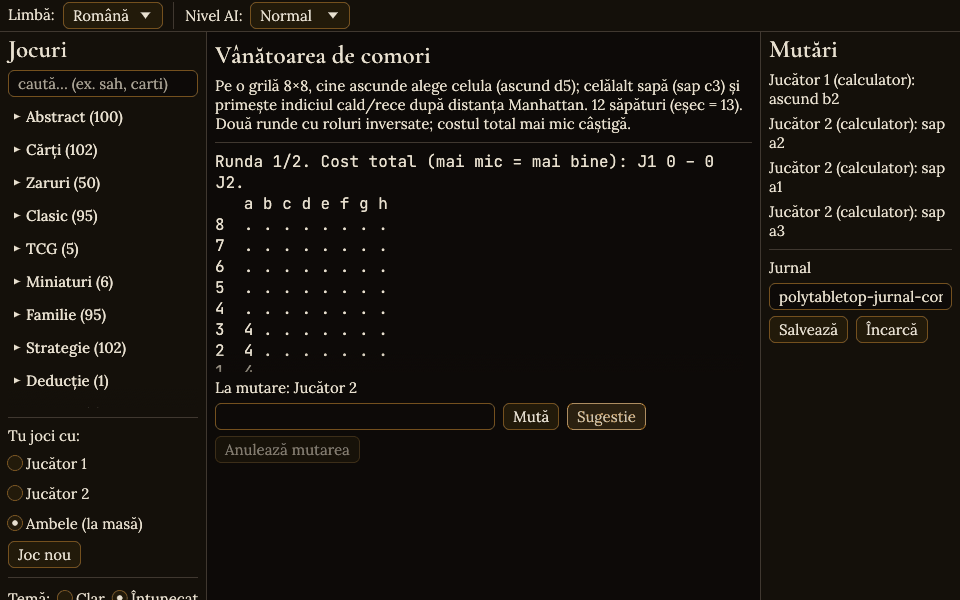 Limbă: Română ▼ Nivel AI: Normal ▼
Jocuri
caută... (ex. sah, carti)
▸ Abstract (100)
▸ Cărți (102)
▸ Zaruri (50)
▸ Clasic (95)
▸ TCG (5)
▸ Miniaturi (6)
▸ Familie (95)
▸ Strategie (102)
▸ Deducție (1)
Tu joci cu:
Jucător 1
Jucător 2
Ambele (la masă)
Joc nou
Temă: Clar Întunecat
Vânătoarea de comori
Pe o grilă 8×8, cine ascunde alege celula (ascund d5); celălalt sapă (sap c3) și
primește indiciul cald/rece după distanța Manhattan. 12 săpături (eșec = 13).
Două runde cu roluri inversate; costul total mai mic câștigă.
Runda 1/2. Cost total (mai mic = mai bine): J1 0 – 0
J2.
a b c d e f g h
8 . . . . . . . .
7 . . . . . . . .
6 . . . . . . . .
5 . . . . . . . .
4 . . . . . . . .
3 4 . . . . . . .
2 4 . . . . . . .
La mutare: Jucător 2
Mută Sugestie
Anulează mutarea
Mutări
Jucător 1 (calculator):
ascund b2
Jucător 2 (calculator): sap
a2
Jucător 2 (calculator): sap
a1
Jucător 2 (calculator): sap
a3
Jurnal
polytabletop-jurnal-cor
Salvează Încarcă